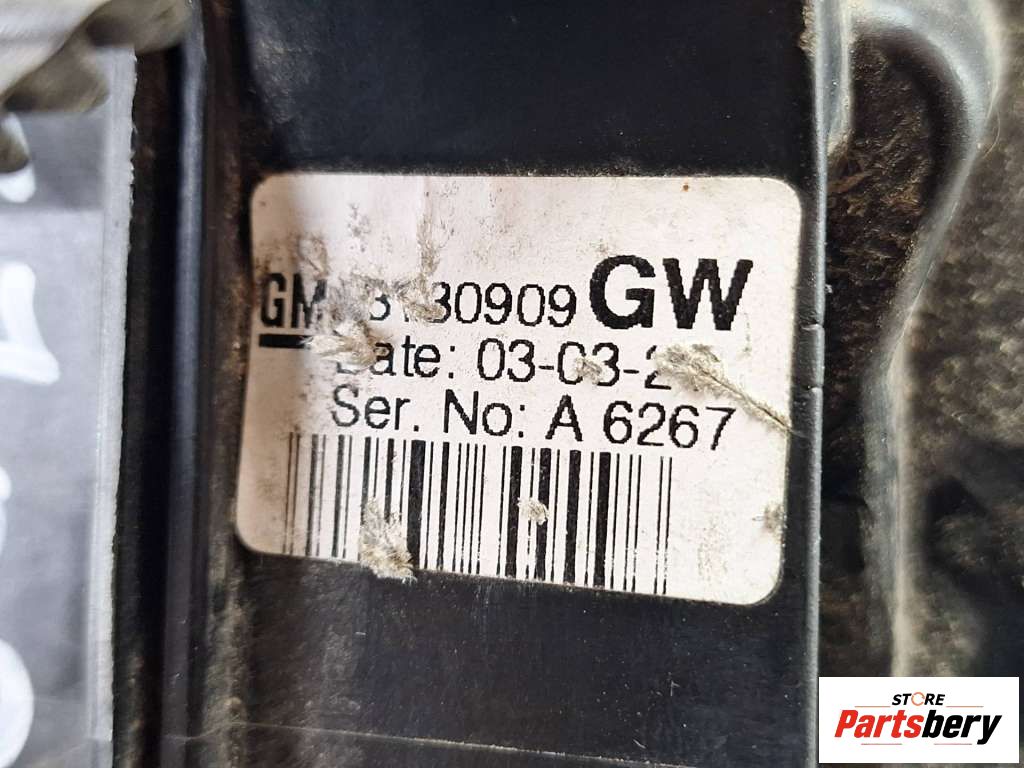 GM
GW
Date:
Ser. No: A 6267
STORE
Partsbery